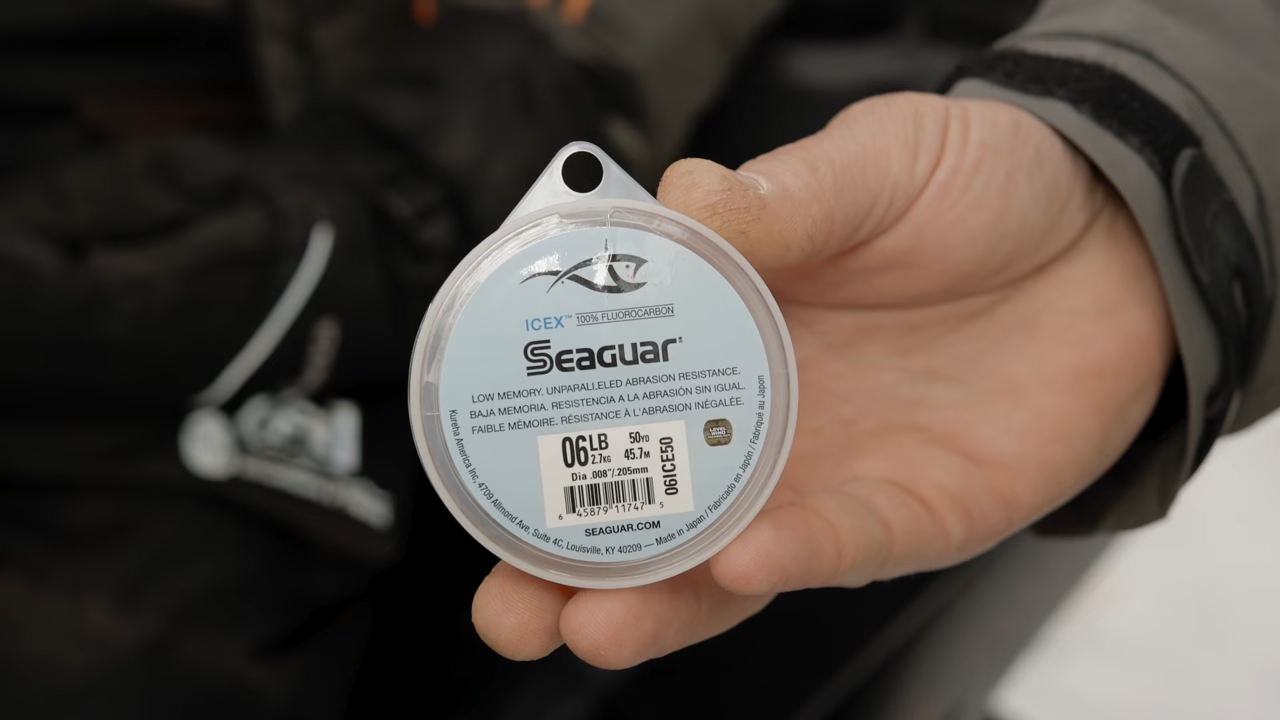 ICEX™ 100% FLUOROCARBON
SEAGUAR®
LOW MEMORY. UNPARALLELED ABRASION RESISTANCE.
BAJA MEMORIA. RESISTENCIA A LA ABRASIÓN SIN IGUAL.
FAIBLE MÉMOIRE. RÉSISTANCE À L'ABRASION INÉGALÉE.
06LB 50YD
2.7KG 45.7M
Dia .008"/.205mm
06ICE50
6 45879 11747 5
LEVEL WIND
SEAGUAR.COM
Kureha America Inc, 4709 Allmond Ave, Suite 4C, Louisville, KY 40209 — Made in Japan / Fabricado en Japón / Fabriqué au Japon